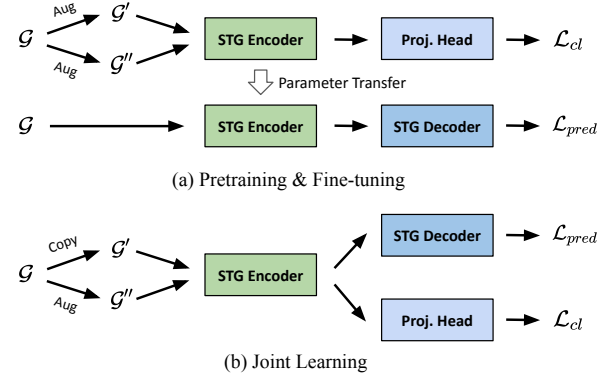 Aug
𝒢 𝒢′ STG Encoder Proj. Head ℒ_cl
Aug 𝒢″
Parameter Transfer
𝒢 STG Encoder STG Decoder ℒ_pred
(a) Pretraining & Fine-tuning
Copy 𝒢′ STG Decoder ℒ_pred
𝒢 STG Encoder
Aug 𝒢″ Proj. Head ℒ_cl
(b) Joint Learning